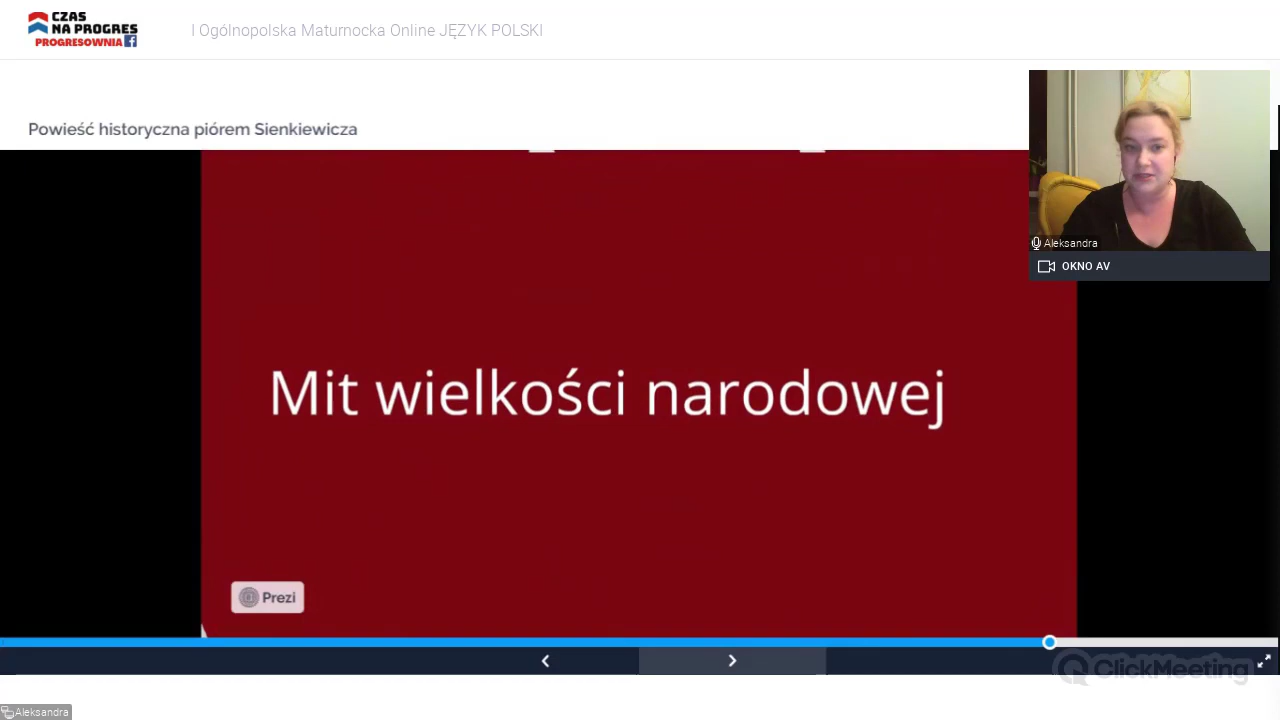 CZAS
NA PROGRES
PROGRESOWNIA
I Ogólnopolska Maturnocka Online JĘZYK POLSKI
Powieść historyczna piórem Sienkiewicza
Aleksandra
OKNO AV
Mit wielkości narodowej
Prezi
ClickMeeting
Aleksandra